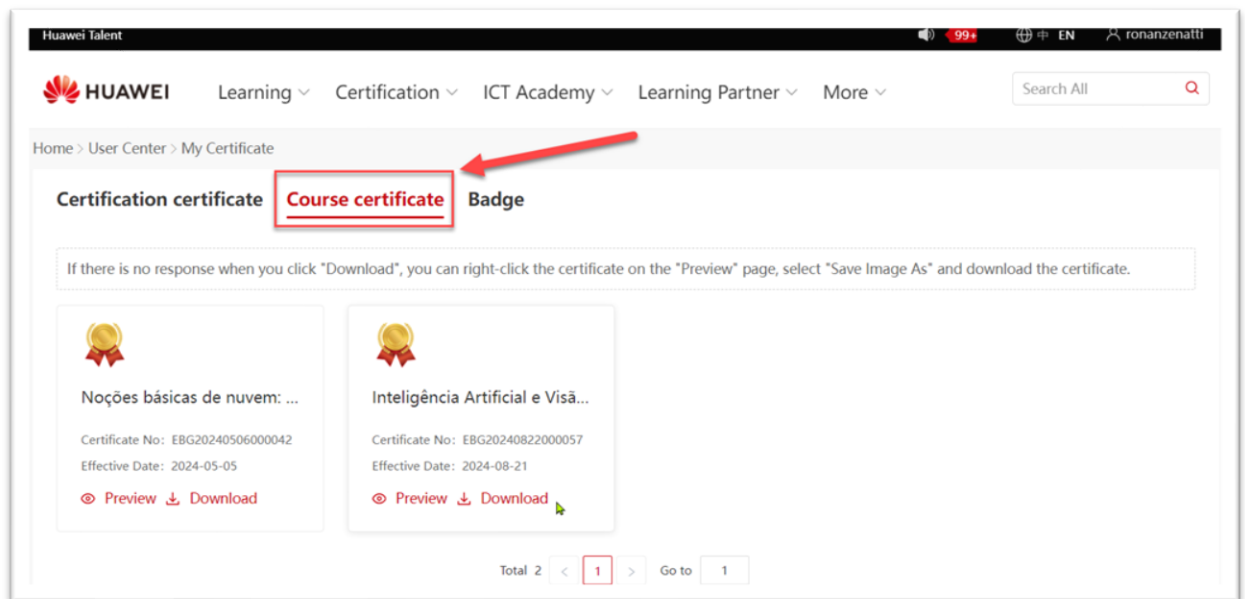 Huawei Talent 99+ 中 EN ronanzenatti
HUAWEI Learning Certification ICT Academy Learning Partner More Search All
Home > User Center > My Certificate
Certification certificate Course certificate Badge
If there is no response when you click "Download", you can right-click the certificate on the "Preview" page, select "Save Image As" and download the certificate.
Noções básicas de nuvem: ... Inteligência Artificial e Visã...
Certificate No: EBG20240506000042 Certificate No: EBG20240822000057
Effective Date: 2024-05-05 Effective Date: 2024-08-21
Preview Download Preview Download
Total 2 < 1 > Go to 1